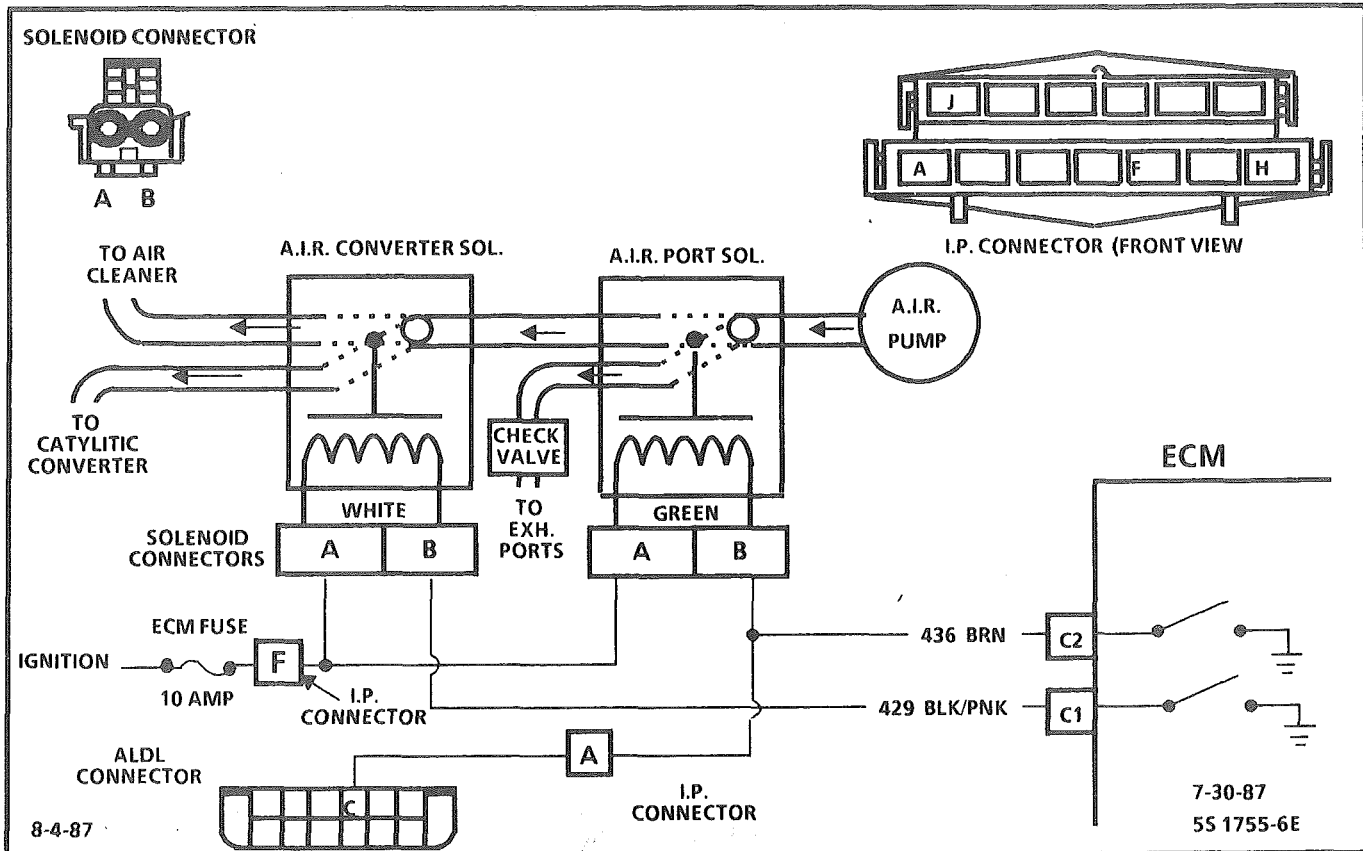 SOLENOID CONNECTOR
A B
J
A F H
I.P. CONNECTOR (FRONT VIEW
TO AIR
CLEANER
A.I.R. CONVERTER SOL.
A.I.R. PORT SOL.
A.I.R.
PUMP
TO
CATYLITIC
CONVERTER
CHECK
VALVE
TO
EXH.
PORTS
WHITE
GREEN
SOLENOID
CONNECTORS
A B
A B
ECM
ECM FUSE
IGNITION
10 AMP
F
I.P.
CONNECTOR
436 BRN
C2
429 BLK/PNK
C1
ALDL
CONNECTOR
C
A
I.P.
CONNECTOR
8-4-87
7-30-87
5S 1755-6E